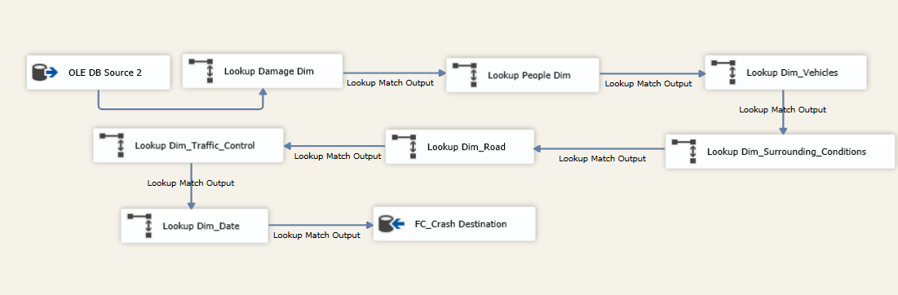 OLE DB Source 2
Lookup Damage Dim
Lookup Match Output
Lookup People Dim
Lookup Match Output
Lookup Dim_Vehicles
Lookup Match Output
Lookup Dim_Surrounding_Conditions
Lookup Match Output
Lookup Dim_Road
Lookup Match Output
Lookup Dim_Traffic_Control
Lookup Match Output
Lookup Dim_Date
Lookup Match Output
FC_Crash Destination